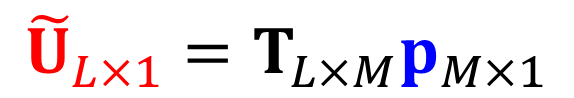 Ũ_{L×1} = T_{L×M} p_{M×1}